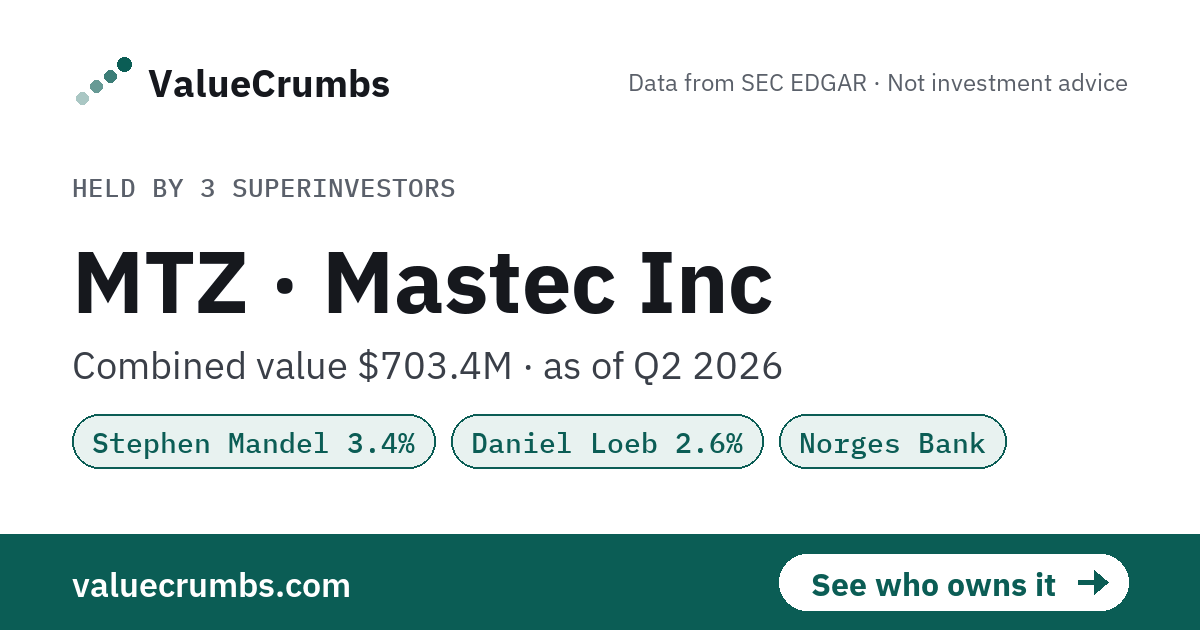 ValueCrumbs
Data from SEC EDGAR · Not investment advice
HELD BY 3 SUPERINVESTORS
MTZ · Mastec Inc
Combined value $703.4M · as of Q2 2026
Stephen Mandel 3.4%
Daniel Loeb 2.6%
Norges Bank
valuecrumbs.com
See who owns it